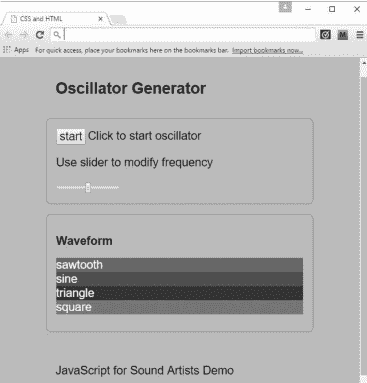 CSS and HTML
Apps For quick access, place your bookmarks here on the bookmarks bar. Import bookmarks now...
Oscillator Generator
start Click to start oscillator
Use slider to modify frequency
Waveform
sawtooth
sine
triangle
square
JavaScript for Sound Artists Demo